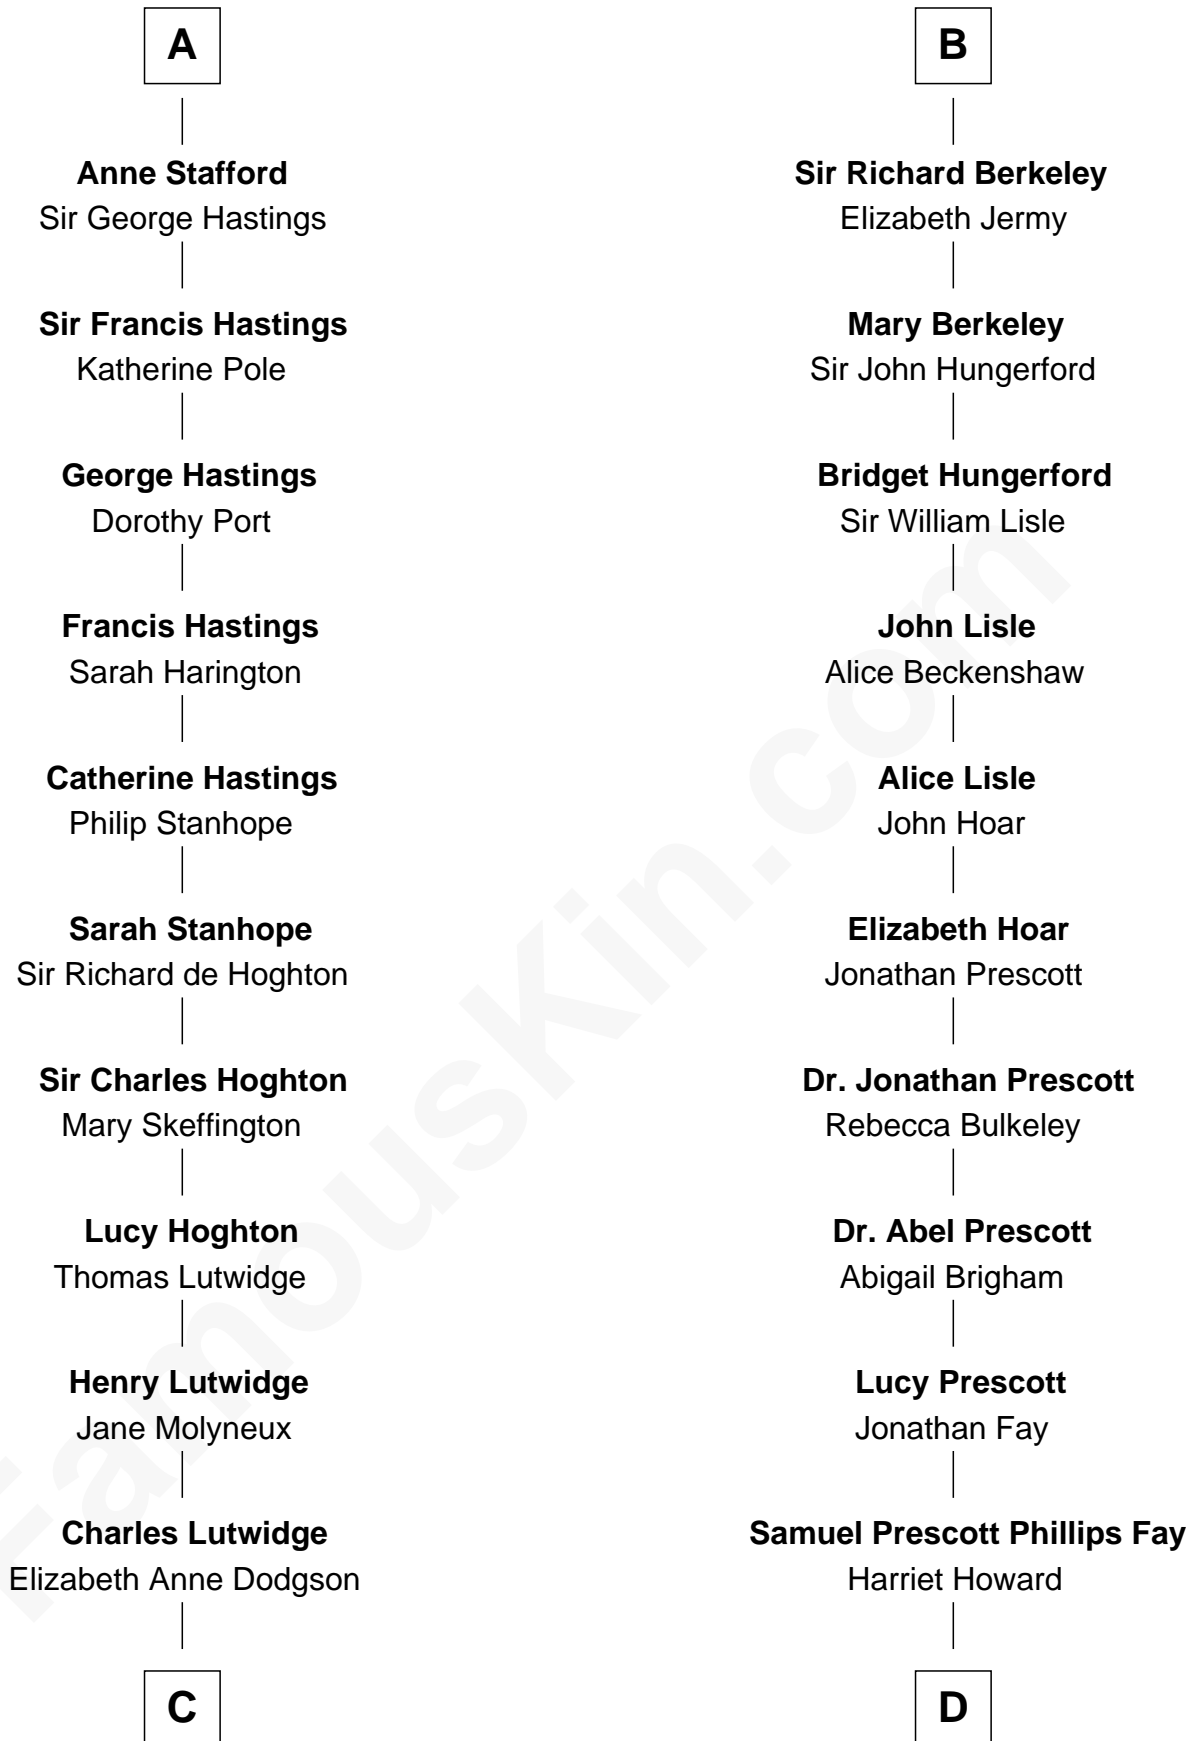 A
Anne Stafford
Sir George Hastings
Sir Francis Hastings
Katherine Pole
George Hastings
Dorothy Port
Francis Hastings
Sarah Harington
Catherine Hastings
Philip Stanhope
Sarah Stanhope
Sir Richard de Hoghton
Sir Charles Hoghton
Mary Skeffington
Lucy Hoghton
Thomas Lutwidge
Henry Lutwidge
Jane Molyneux
Charles Lutwidge
Elizabeth Anne Dodgson
C
B
Sir Richard Berkeley
Elizabeth Jermy
Mary Berkeley
Sir John Hungerford
Bridget Hungerford
Sir William Lisle
John Lisle
Alice Beckenshaw
Alice Lisle
John Hoar
Elizabeth Hoar
Jonathan Prescott
Dr. Jonathan Prescott
Rebecca Bulkeley
Dr. Abel Prescott
Abigail Brigham
Lucy Prescott
Jonathan Fay
Samuel Prescott Phillips Fay
Harriet Howard
D
FamousKin.com